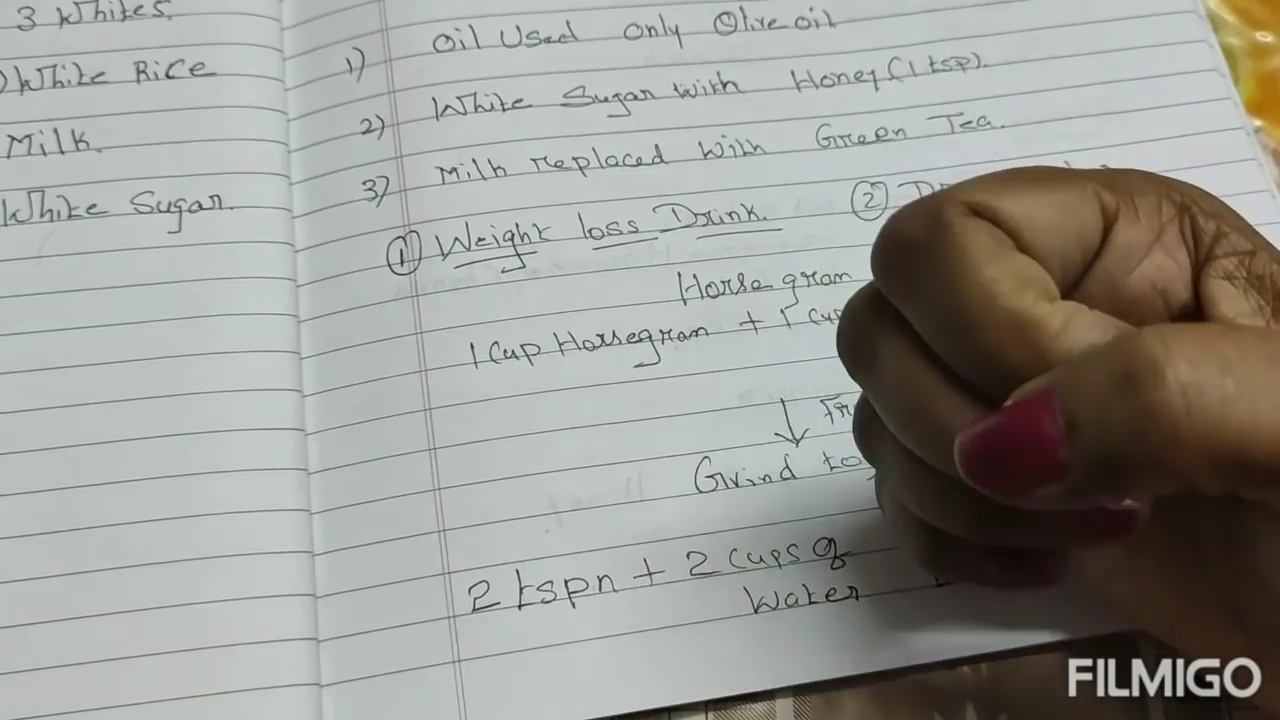 3 Whites
White Rice
Milk.
White Sugar.
1) Oil Used only Olive oil
2) White Sugar with Honey (1 tsp).
3) Milk replaced with Green Tea.
① Weight loss Drink. ②
Horse gram
1 Cup Horsegram + 1 Cup
Grind to
2 tspn + 2 cups of
Water
FILMIGO